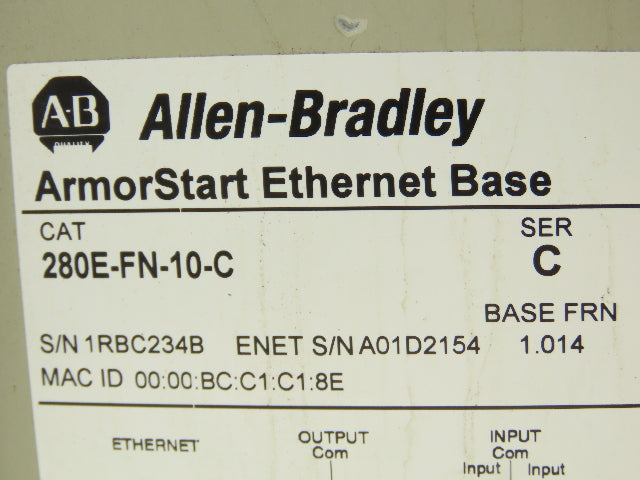 A-B
QUALITY
Allen-Bradley
ArmorStart Ethernet Base
CAT
SER
280E-FN-10-C
C
BASE FRN
S/N 1RBC234B ENET S/N A01D2154 1.014
MAC ID 00:00:BC:C1:C1:8E
ETHERNET
OUTPUT
Com
INPUT
Com
Input Input